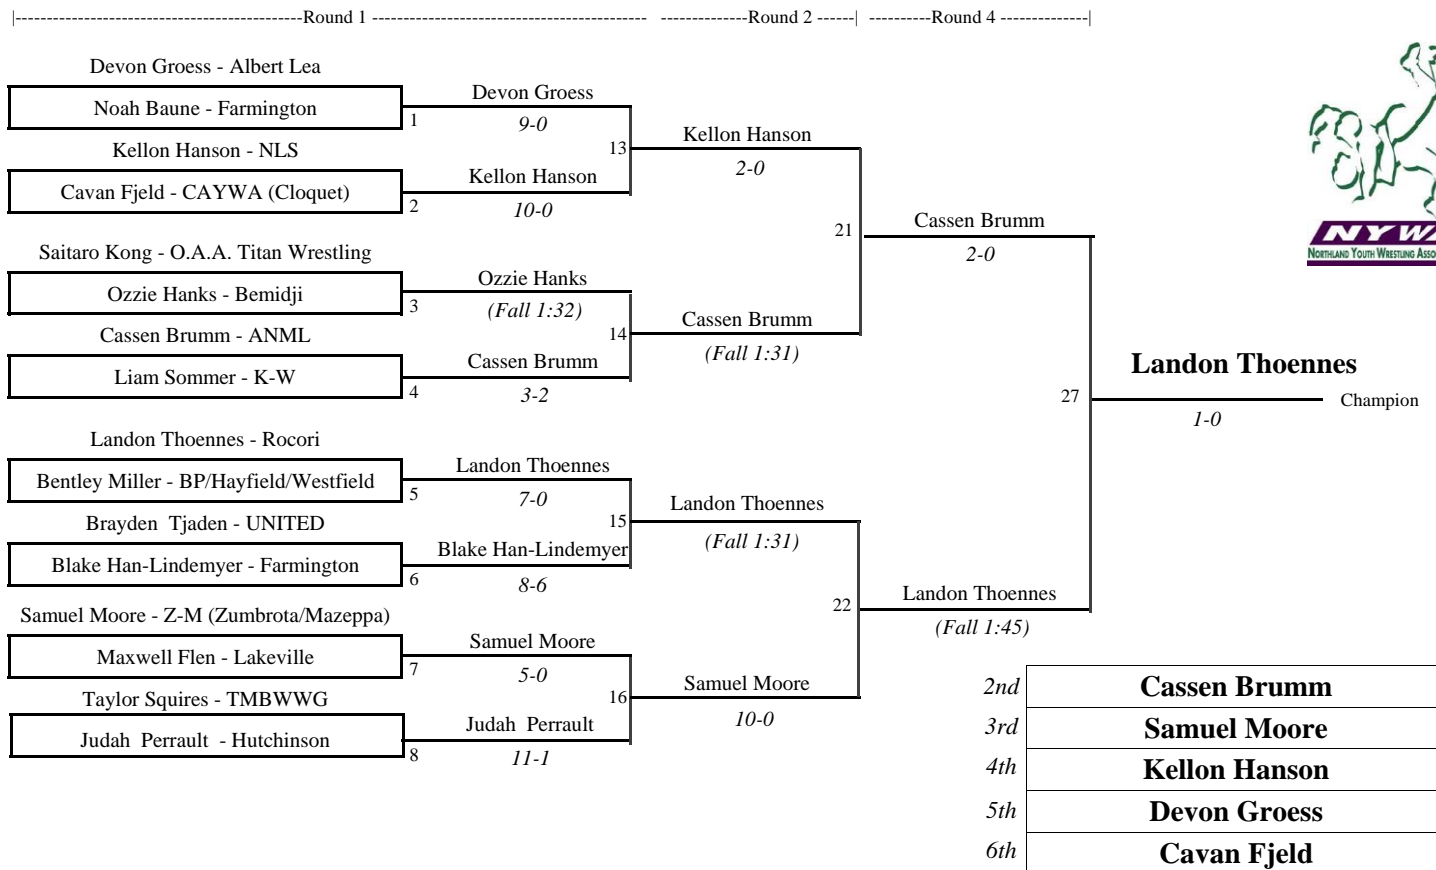 |--------------------------------------------Round 1 ------------------------------------------ -------------Round 2 ------| ----------Round 4 --------------|
Devon Groess - Albert Lea
Noah Baune - Farmington
1
Devon Groess
9-0
Kellon Hanson - NLS
Cavan Fjeld - CAYWA (Cloquet)
2
Kellon Hanson
10-0
13
Kellon Hanson
2-0
Saitaro Kong - O.A.A. Titan Wrestling
Ozzie Hanks - Bemidji
3
Ozzie Hanks
(Fall 1:32)
Cassen Brumm - ANML
Liam Sommer - K-W
4
Cassen Brumm
3-2
14
Cassen Brumm
(Fall 1:31)
21
Cassen Brumm
2-0
Landon Thoennes - Rocori
Bentley Miller - BP/Hayfield/Westfield
5
Landon Thoennes
7-0
Brayden  Tjaden - UNITED
Blake Han-Lindemyer - Farmington
6
Blake Han-Lindemyer
8-6
15
Landon Thoennes
(Fall 1:31)
Samuel Moore - Z-M (Zumbrota/Mazeppa)
Maxwell Flen - Lakeville
7
Samuel Moore
5-0
Taylor Squires - TMBWWG
Judah  Perrault  - Hutchinson
8
Judah  Perrault
11-1
16
Samuel Moore
10-0
22
Landon Thoennes
(Fall 1:45)
27
Landon Thoennes
Champion
1-0
NYW
NORTHLAND YOUTH WRESTLING
2nd Cassen Brumm
3rd Samuel Moore
4th Kellon Hanson
5th Devon Groess
6th Cavan Fjeld